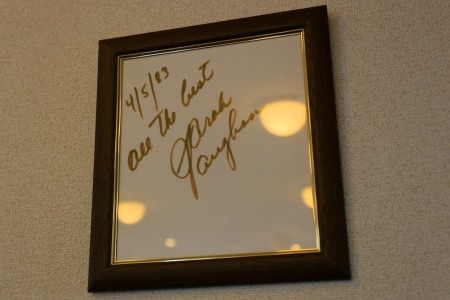 4/5/83
all the best
Sarah
Vaughan